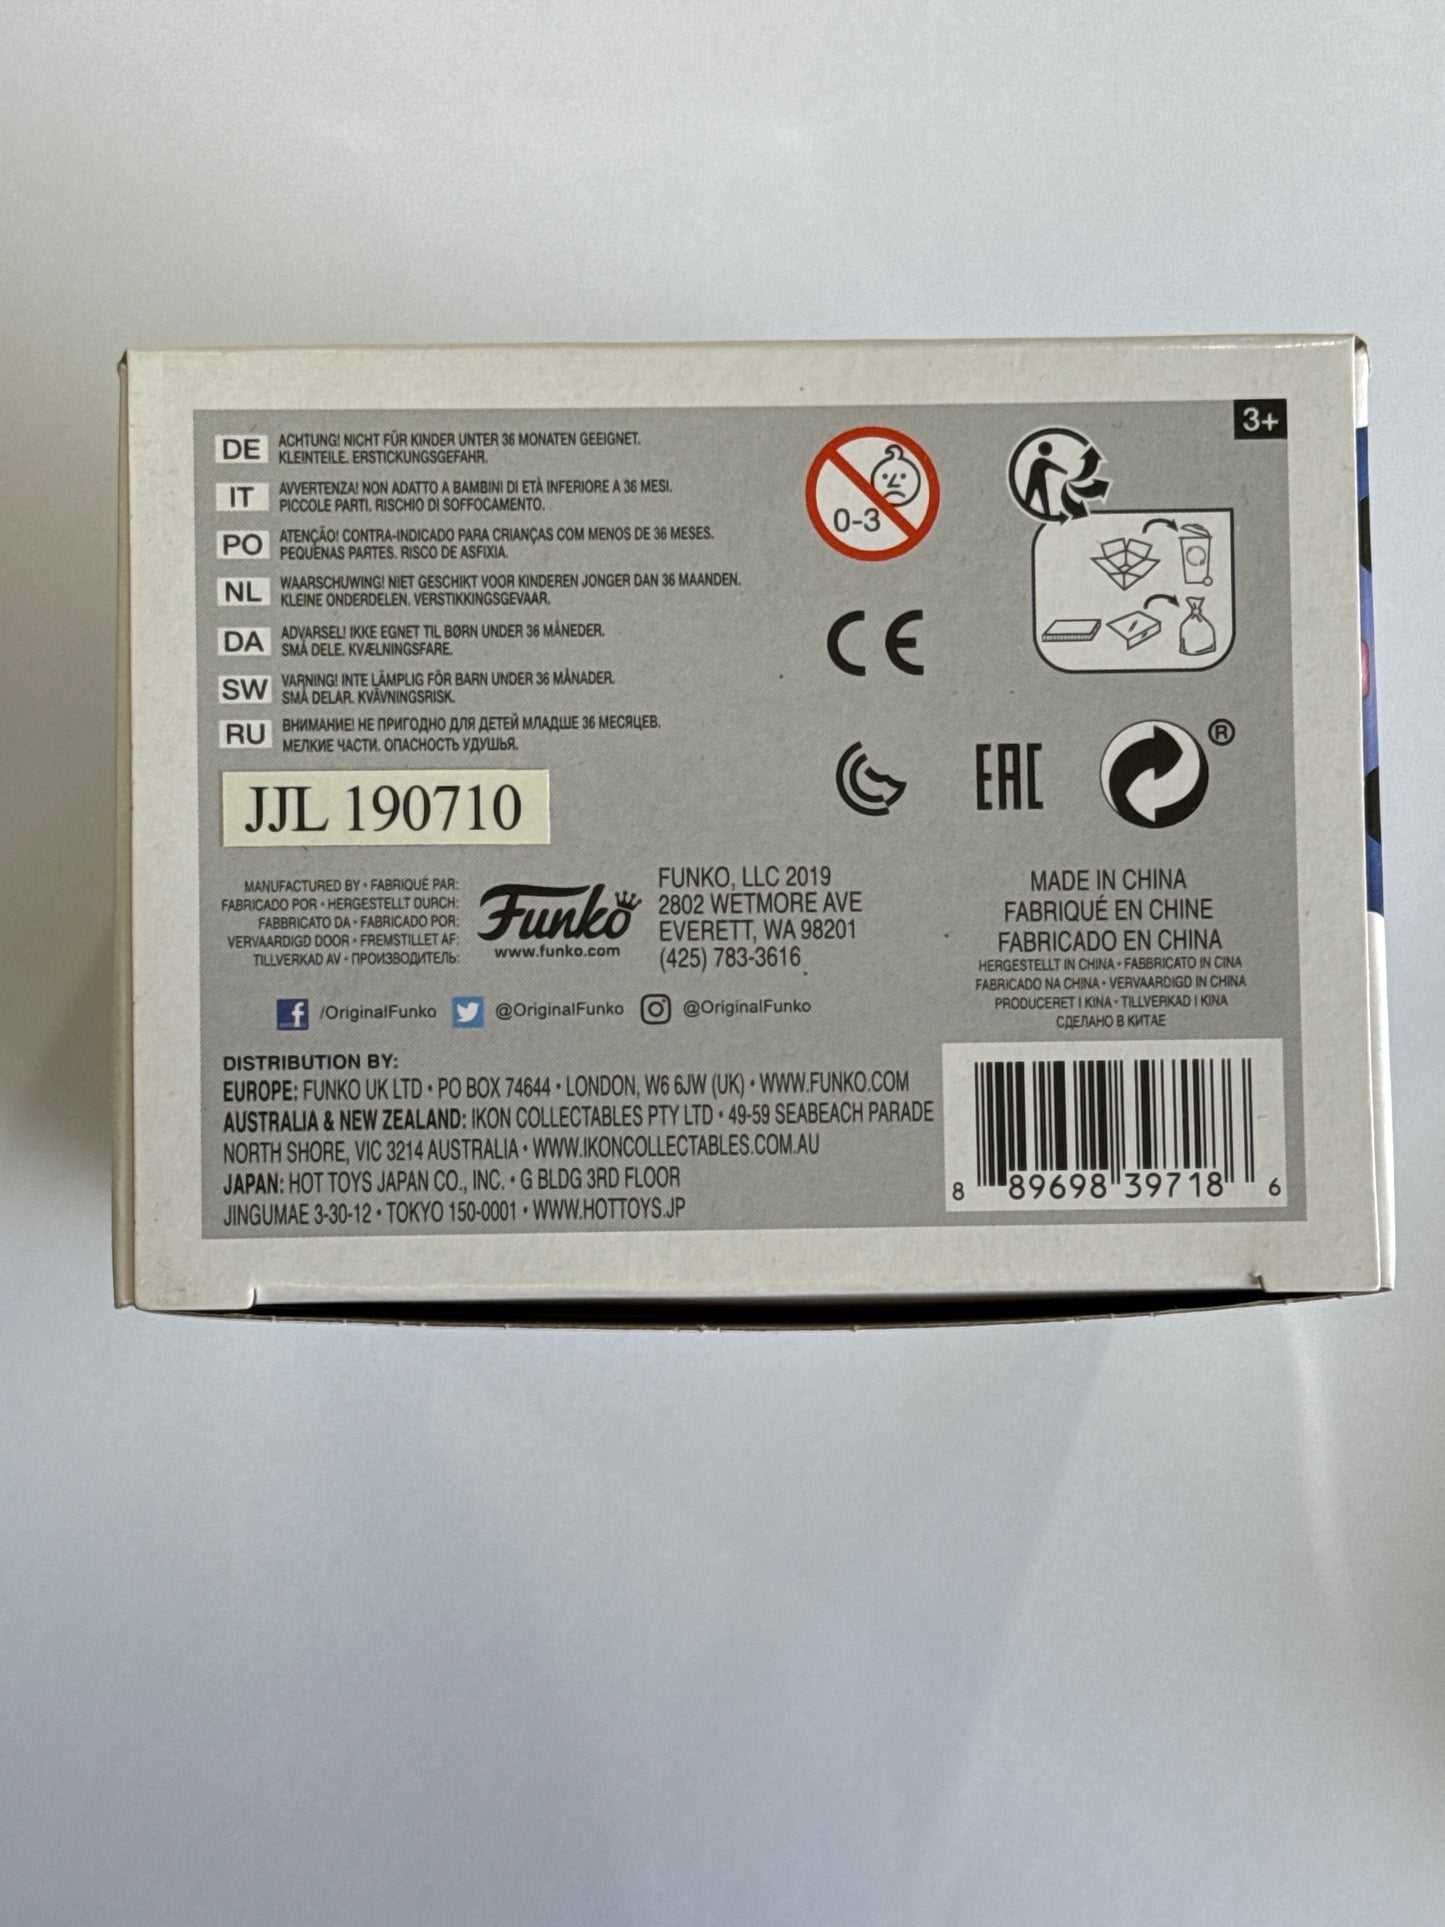 3+
DE ACHTUNG! NICHT FÜR KINDER UNTER 36 MONATEN GEEIGNET.
KLEINTEILE. ERSTICKUNGSGEFAHR.
IT AVVERTENZA! NON ADATTO A BAMBINI DI ETÀ INFERIORE A 36 MESI.
PICCOLE PARTI. RISCHIO DI SOFFOCAMENTO.
PO ATENÇÃO! CONTRA-INDICADO PARA CRIANÇAS COM MENOS DE 36 MESES.
PEQUENAS PARTES. RISCO DE ASFIXIA.
NL WAARSCHUWING! NIET GESCHIKT VOOR KINDEREN JONGER DAN 36 MAANDEN.
KLEINE ONDERDELEN. VERSTIKKINGSGEVAAR.
DA ADVARSEL! IKKE EGNET TIL BØRN UNDER 36 MÅNEDER.
SMÅ DELE. KVÆLNINGSFARE.
SW VARNING! INTE LÄMPLIG FÖR BARN UNDER 36 MÅNADER.
SMÅ DELAR. KVÄVNINGSRISK.
RU ВНИМАНИЕ! НЕ ПРИГОДНО ДЛЯ ДЕТЕЙ МЛАДШЕ 36 МЕСЯЦЕВ.
МЕЛКИЕ ЧАСТИ. ОПАСНОСТЬ УДУШЬЯ.
0-3
CE
EAC
®
JJL 190710
MANUFACTURED BY • FABRIQUÉ PAR:
FABRICADO POR • HERGESTELLT DURCH:
FABBRICATO DA • FABRICADO POR:
VERVAARDIGD DOOR • FREMSTILLET AF:
TILLVERKAD AV • ПРОИЗВОДИТЕЛЬ:
Funko
www.funko.com
FUNKO, LLC 2019
2802 WETMORE AVE
EVERETT, WA 98201
(425) 783-3616
MADE IN CHINA
FABRIQUÉ EN CHINE
FABRICADO EN CHINA
HERGESTELLT IN CHINA • FABBRICATO IN CINA
FABRICADO NA CHINA • VERVAARDIGD IN CHINA
PRODUCERET I KINA • TILLVERKAD I KINA
СДЕЛАНО В КИТАЕ
f /OriginalFunko @OriginalFunko @OriginalFunko
DISTRIBUTION BY:
EUROPE: FUNKO UK LTD • PO BOX 74644 • LONDON, W6 6JW (UK) • WWW.FUNKO.COM
AUSTRALIA & NEW ZEALAND: IKON COLLECTABLES PTY LTD • 49-59 SEABEACH PARADE
NORTH SHORE, VIC 3214 AUSTRALIA • WWW.IKONCOLLECTABLES.COM.AU
JAPAN: HOT TOYS JAPAN CO., INC. • G BLDG 3RD FLOOR
JINGUMAE 3-30-12 • TOKYO 150-0001 • WWW.HOTTOYS.JP
8 89698 39718 6